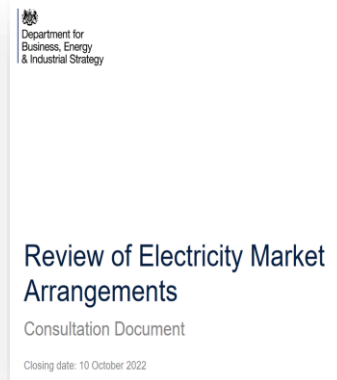 Department for
Business, Energy
& Industrial Strategy
Review of Electricity Market
Arrangements
Consultation Document
Closing date: 10 October 2022